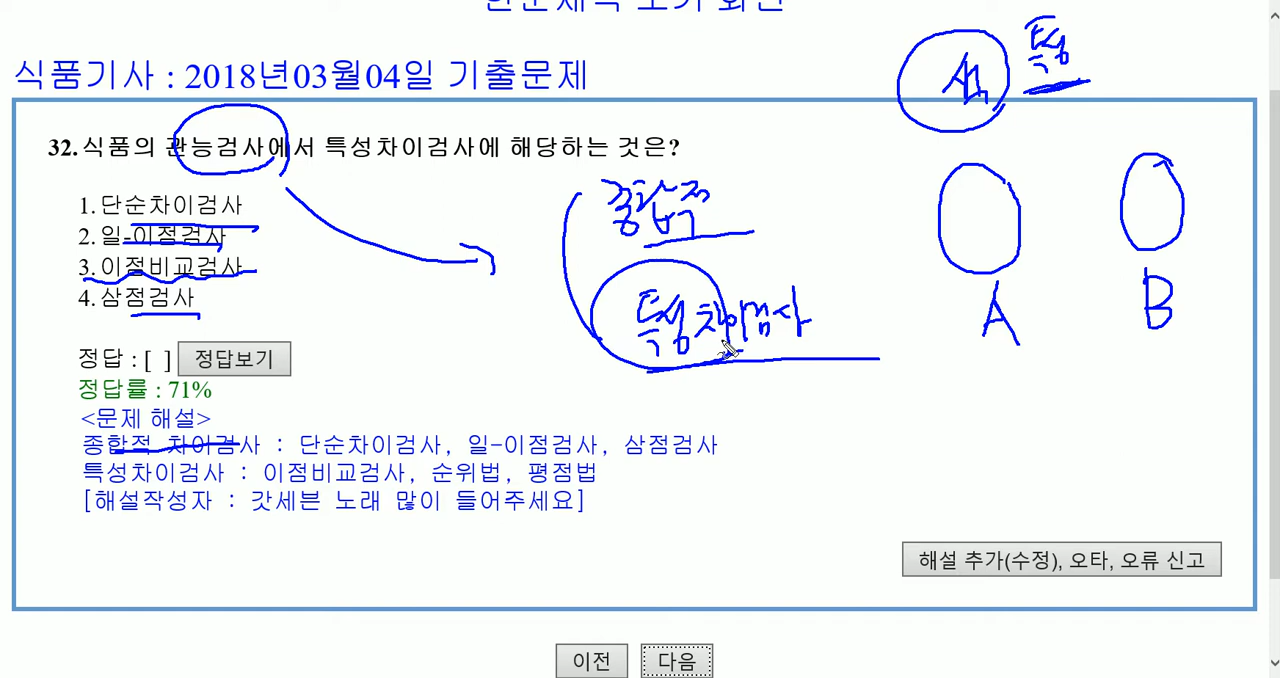 식품기사 : 2018년03월04일 기출문제
특성
32. 식품의 관능검사에서 특성차이검사에 해당하는 것은?
종합적
1. 단순차이검사
2. 일-이점검사
3. 이점비교검사
4. 삼점검사
특성차이검사
A
B
정답 : [ ] 정답보기
정답률 : 71%
<문제 해설>
종합적 차이검사 : 단순차이검사, 일-이점검사, 삼점검사
특성차이검사 : 이점비교검사, 순위법, 평점법
[해설작성자 : 갓세븐 노래 많이 들어주세요]
해설 추가(수정), 오타, 오류 신고
이전 다음